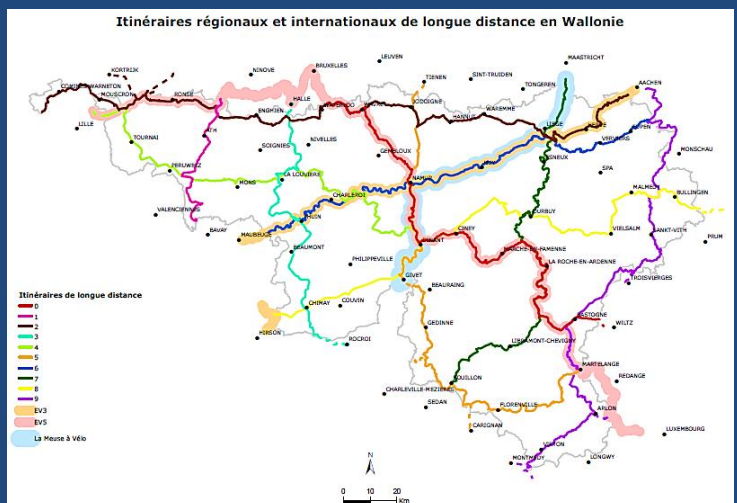 Itinéraires régionaux et internationaux de longue distance en Wallonie
MAASTRICHT
LEUVEN
BRUXELLES
KORTRIJK
NINOVE
SINT-TRUIDEN
TIENEN
TONGEREN
AACHEN
MOUSCRON
RONSE
HALLE
JODOIGNE
WAREMME
HANNUT
ENGHIEN
LILLE
ATH
TOURNAI
SOIGNIES
NIVELLES
GEMBLOUX
LIEGE
VERVIERS
EUPEN
MONSCHAU
PERUWELZ
MONS
LA LOUVIERE
NAMUR
SPA
CHARLEROI
MALMEDY
BULLINGEN
VALENCIENNES
BAVAY
MAUBEUGE
THUIN
DURBUY
CINEY
VIELSALM
SANKT-VITH
PRUM
BEAUMONT
DINANT
MARCHE-EN-FAMENNE
PHILIPPEVILLE
LA ROCHE-EN-ARDENNE
GIVET
BEAURAING
TROISVIERGES
CHIMAY
COUVIN
HIRSON
ROCROI
GEDINNE
BASTOGNE
WILTZ
LIBRAMONT-CHEVIGNY
MARTELANGE
REDANGE
BOUILLON
CHARLEVILLE-MEZIERES
SEDAN
FLORENVILLE
ARLON
CARIGNAN
LUXEMBOURG
VIRTON
MONTMEDY
LONGWY
Itinéraires de longue distance
0
1
2
3
4
5
6
7
8
9
EV3
EV5
La Meuse à Vélo
N
0 10 20
Km